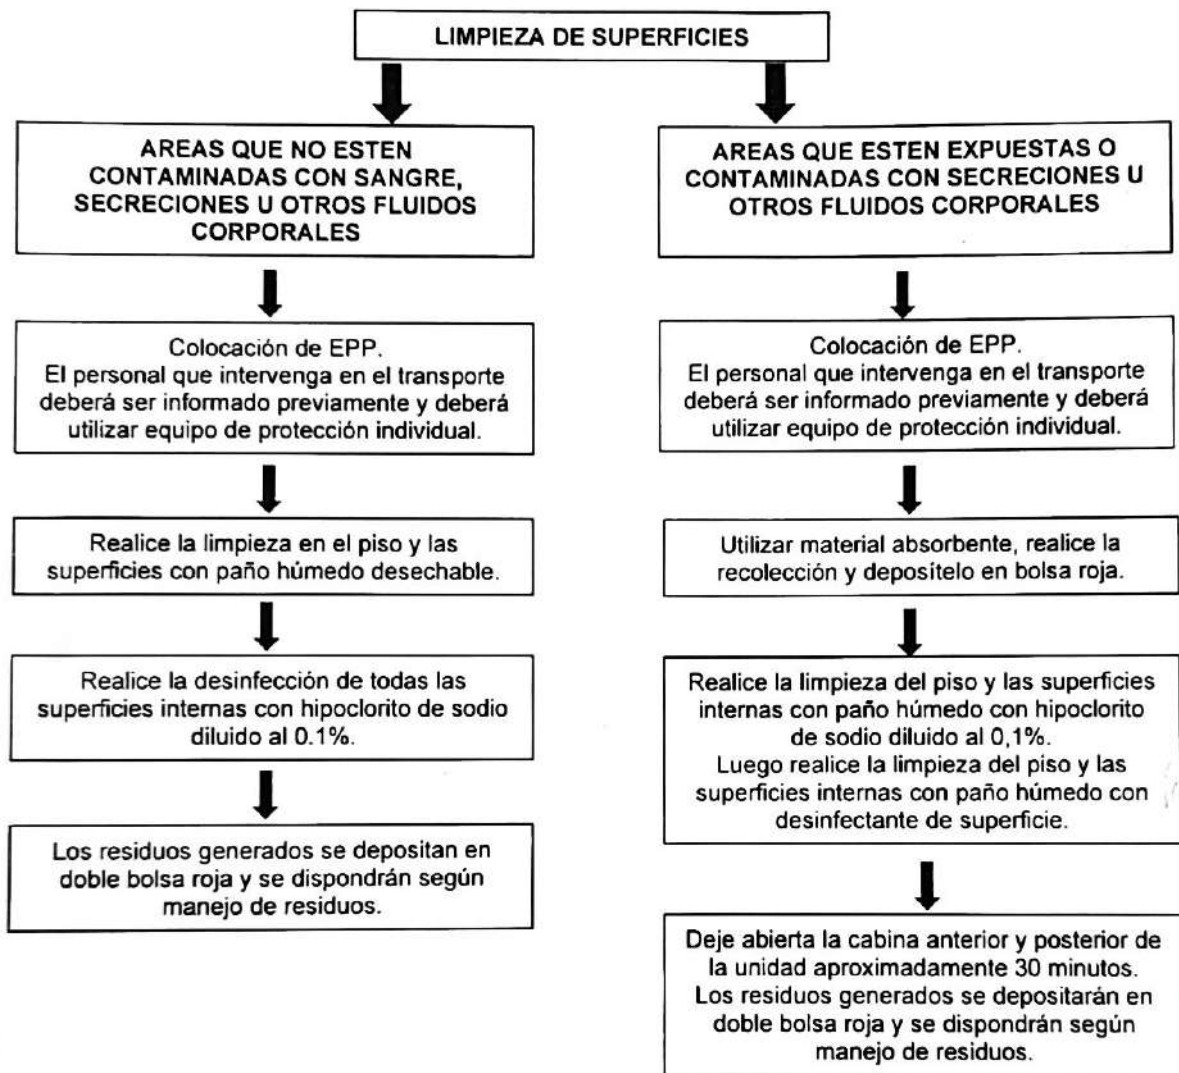 LIMPIEZA DE SUPERFICIES
AREAS QUE NO ESTEN
CONTAMINADAS CON SANGRE,
SECRECIONES U OTROS FLUIDOS
CORPORALES
Colocación de EPP.
El personal que intervenga en el transporte
deberá ser informado previamente y deberá
utilizar equipo de protección individual.
Realice la limpieza en el piso y las
superficies con paño húmedo desechable.
Realice la desinfección de todas las
superficies internas con hipoclorito de sodio
diluido al 0.1%.
Los residuos generados se depositan en
doble bolsa roja y se dispondrán según
manejo de residuos.
AREAS QUE ESTEN EXPUESTAS O
CONTAMINADAS CON SECRECIONES U
OTROS FLUIDOS CORPORALES
Colocación de EPP.
El personal que intervenga en el transporte
deberá ser informado previamente y deberá
utilizar equipo de protección individual.
Utilizar material absorbente, realice la
recolección y deposítelo en bolsa roja.
Realice la limpieza del piso y las superficies
internas con paño húmedo con hipoclorito
de sodio diluido al 0,1%.
Luego realice la limpieza del piso y las
superficies internas con paño húmedo con
desinfectante de superficie.
Deje abierta la cabina anterior y posterior de
la unidad aproximadamente 30 minutos.
Los residuos generados se depositarán en
doble bolsa roja y se dispondrán según
manejo de residuos.